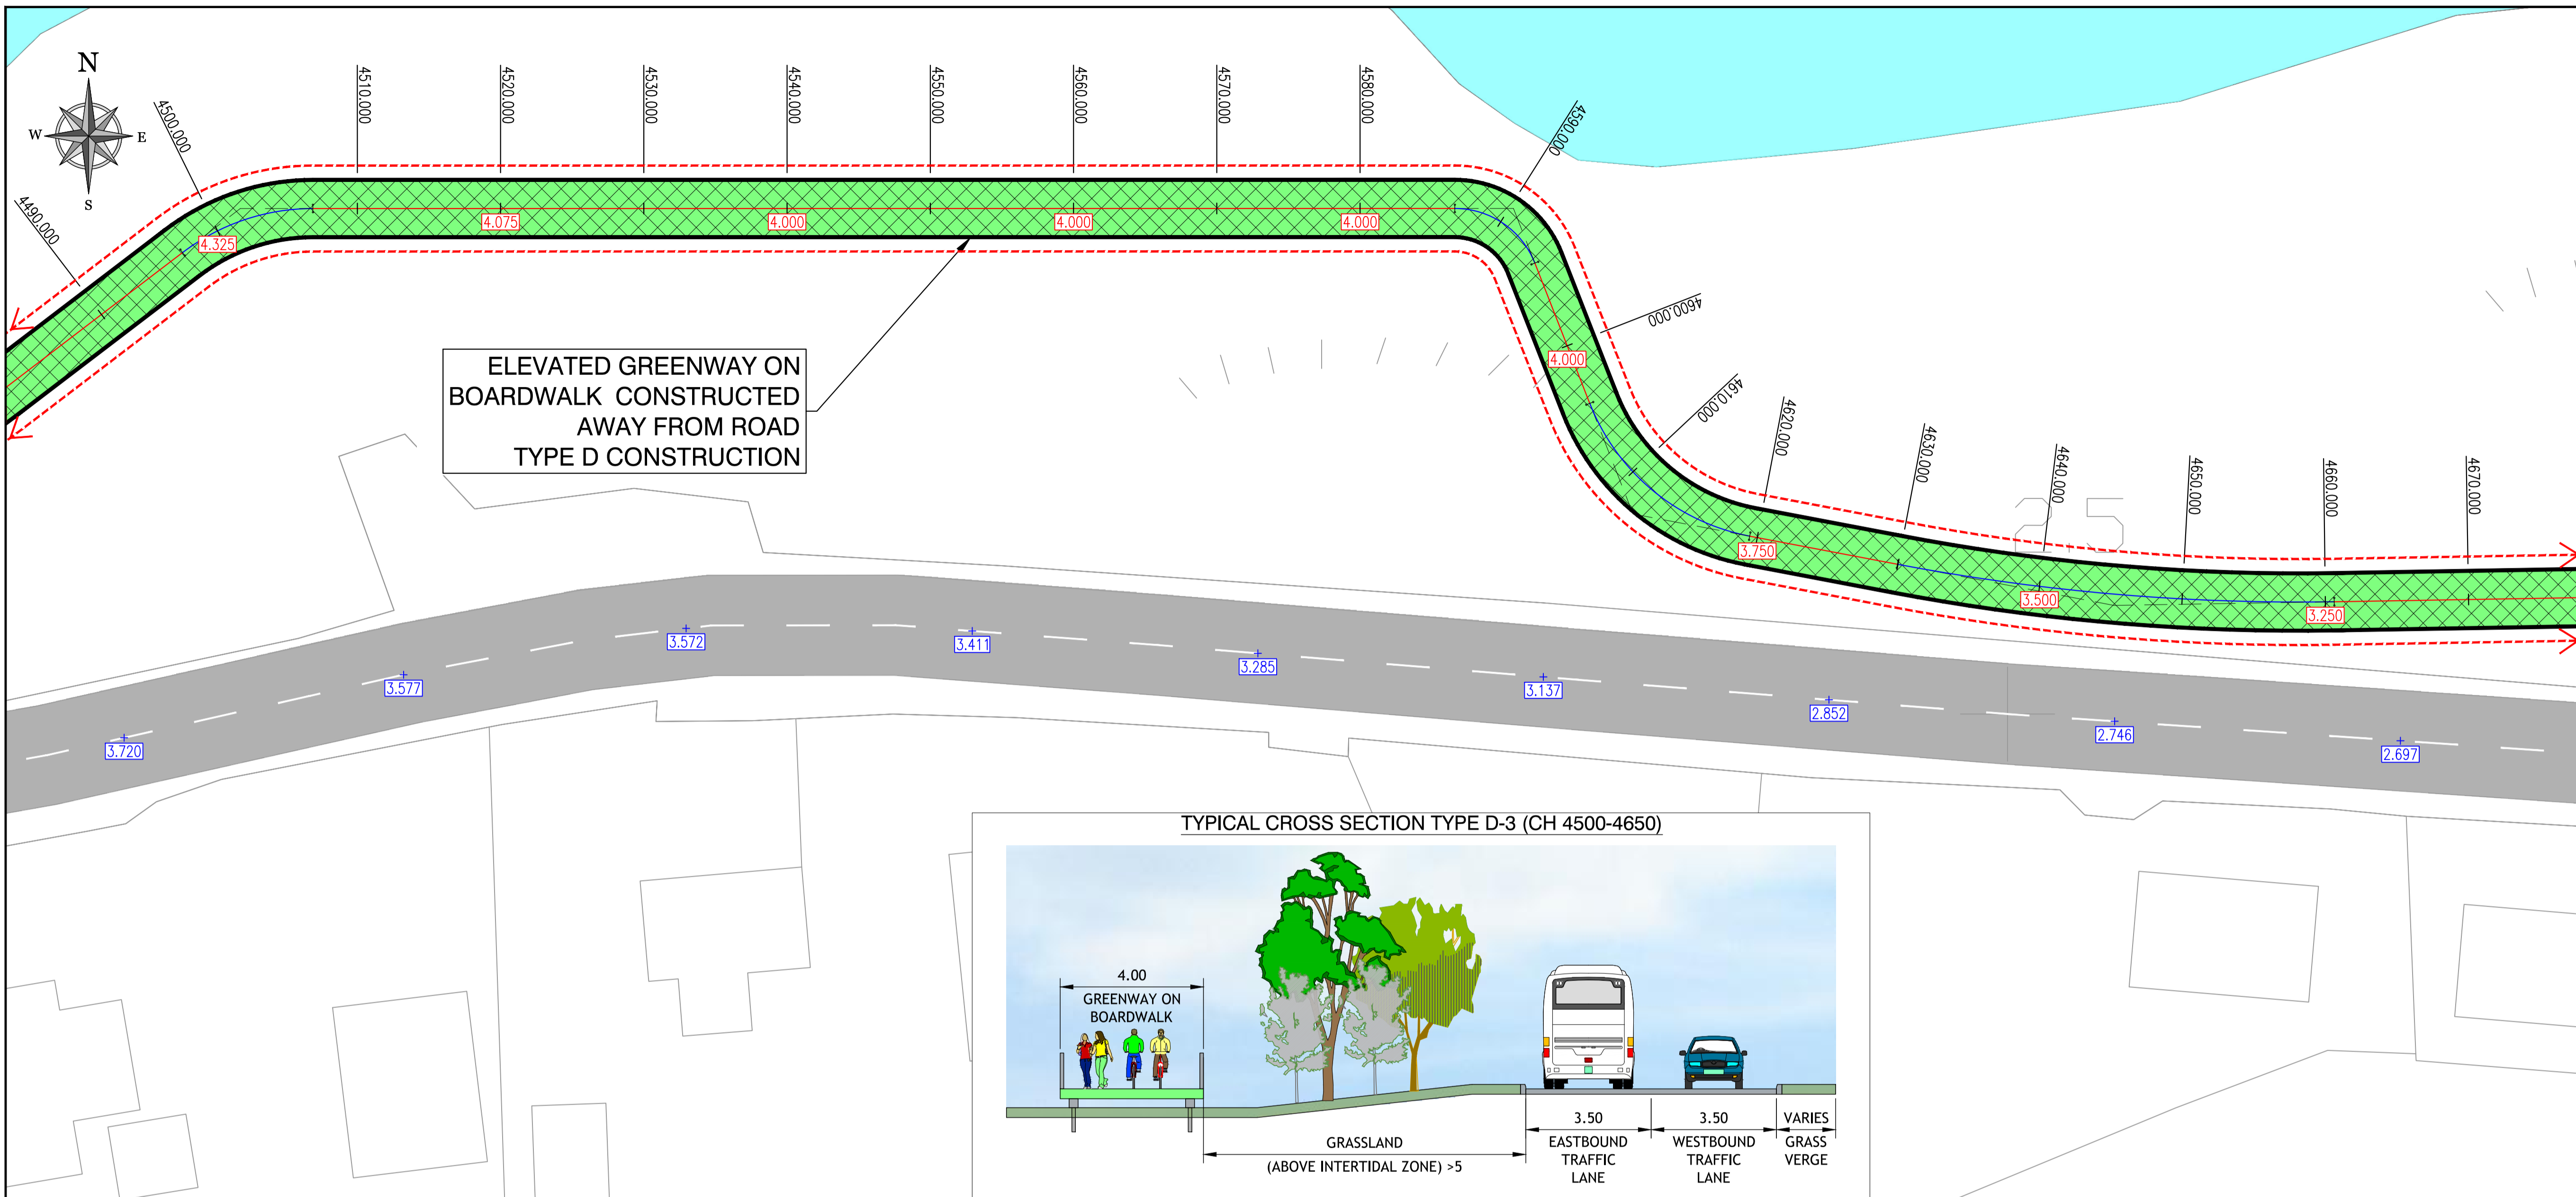 N
W
E
S
4490.000
4500.000
4510.000
4520.000
4530.000
4540.000
4550.000
4560.000
4570.000
4580.000
4590.000
4600.000
4610.000
4620.000
4630.000
4640.000
4650.000
4660.000
4670.000
4.325
4.075
4.000
4.000
4.000
4.000
3.750
3.500
3.250
25
ELEVATED GREENWAY ON
BOARDWALK CONSTRUCTED
AWAY FROM ROAD
TYPE D CONSTRUCTION
3.720
3.577
3.572
3.411
3.285
3.137
2.852
2.746
2.697
TYPICAL CROSS SECTION TYPE D-3 (CH 4500-4650)
4.00
GREENWAY ON
BOARDWALK
GRASSLAND
(ABOVE INTERTIDAL ZONE) >5
3.50
EASTBOUND
TRAFFIC
LANE
3.50
WESTBOUND
TRAFFIC
LANE
VARIES
GRASS
VERGE